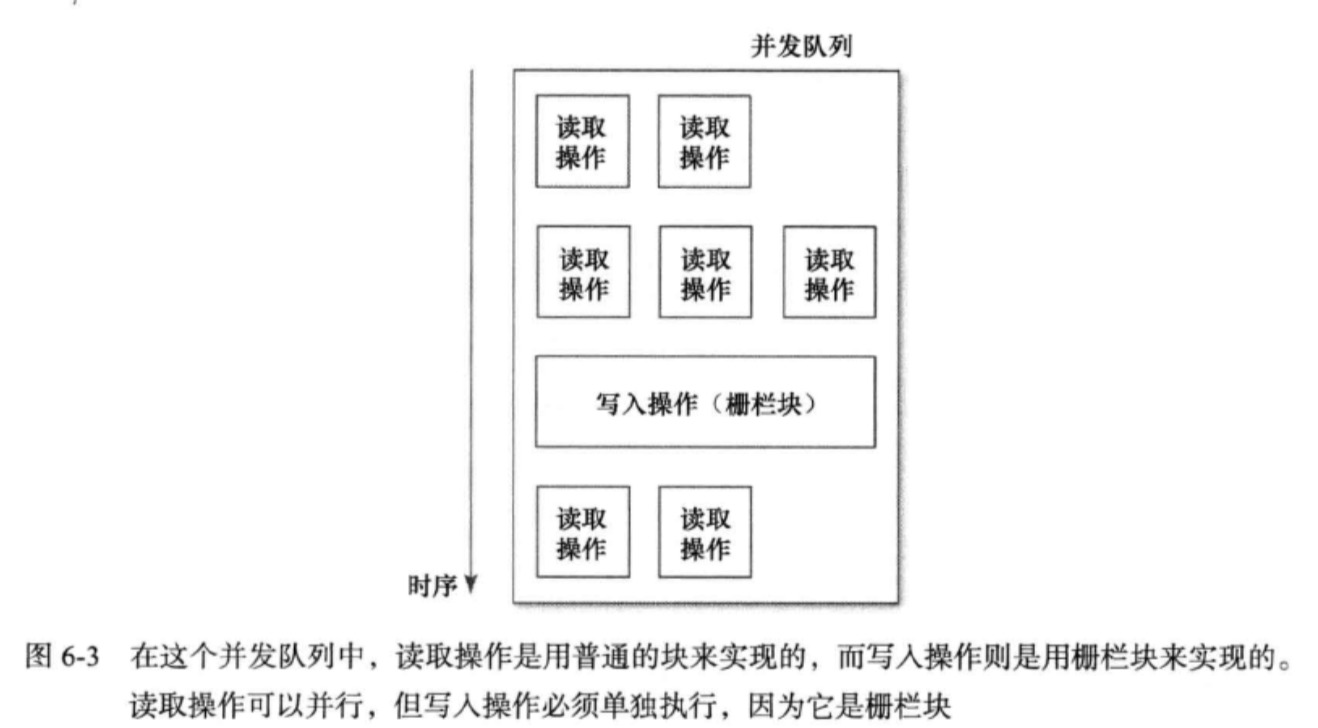 并发队列
读取
操作
读取
操作
读取
操作
读取
操作
读取
操作
写入操作（栅栏块）
读取
操作
读取
操作
时序
图 6-3 在这个并发队列中，读取操作是用普通的块来实现的，而写入操作则是用栅栏块来实现的。
读取操作可以并行，但写入操作必须单独执行，因为它是栅栏块